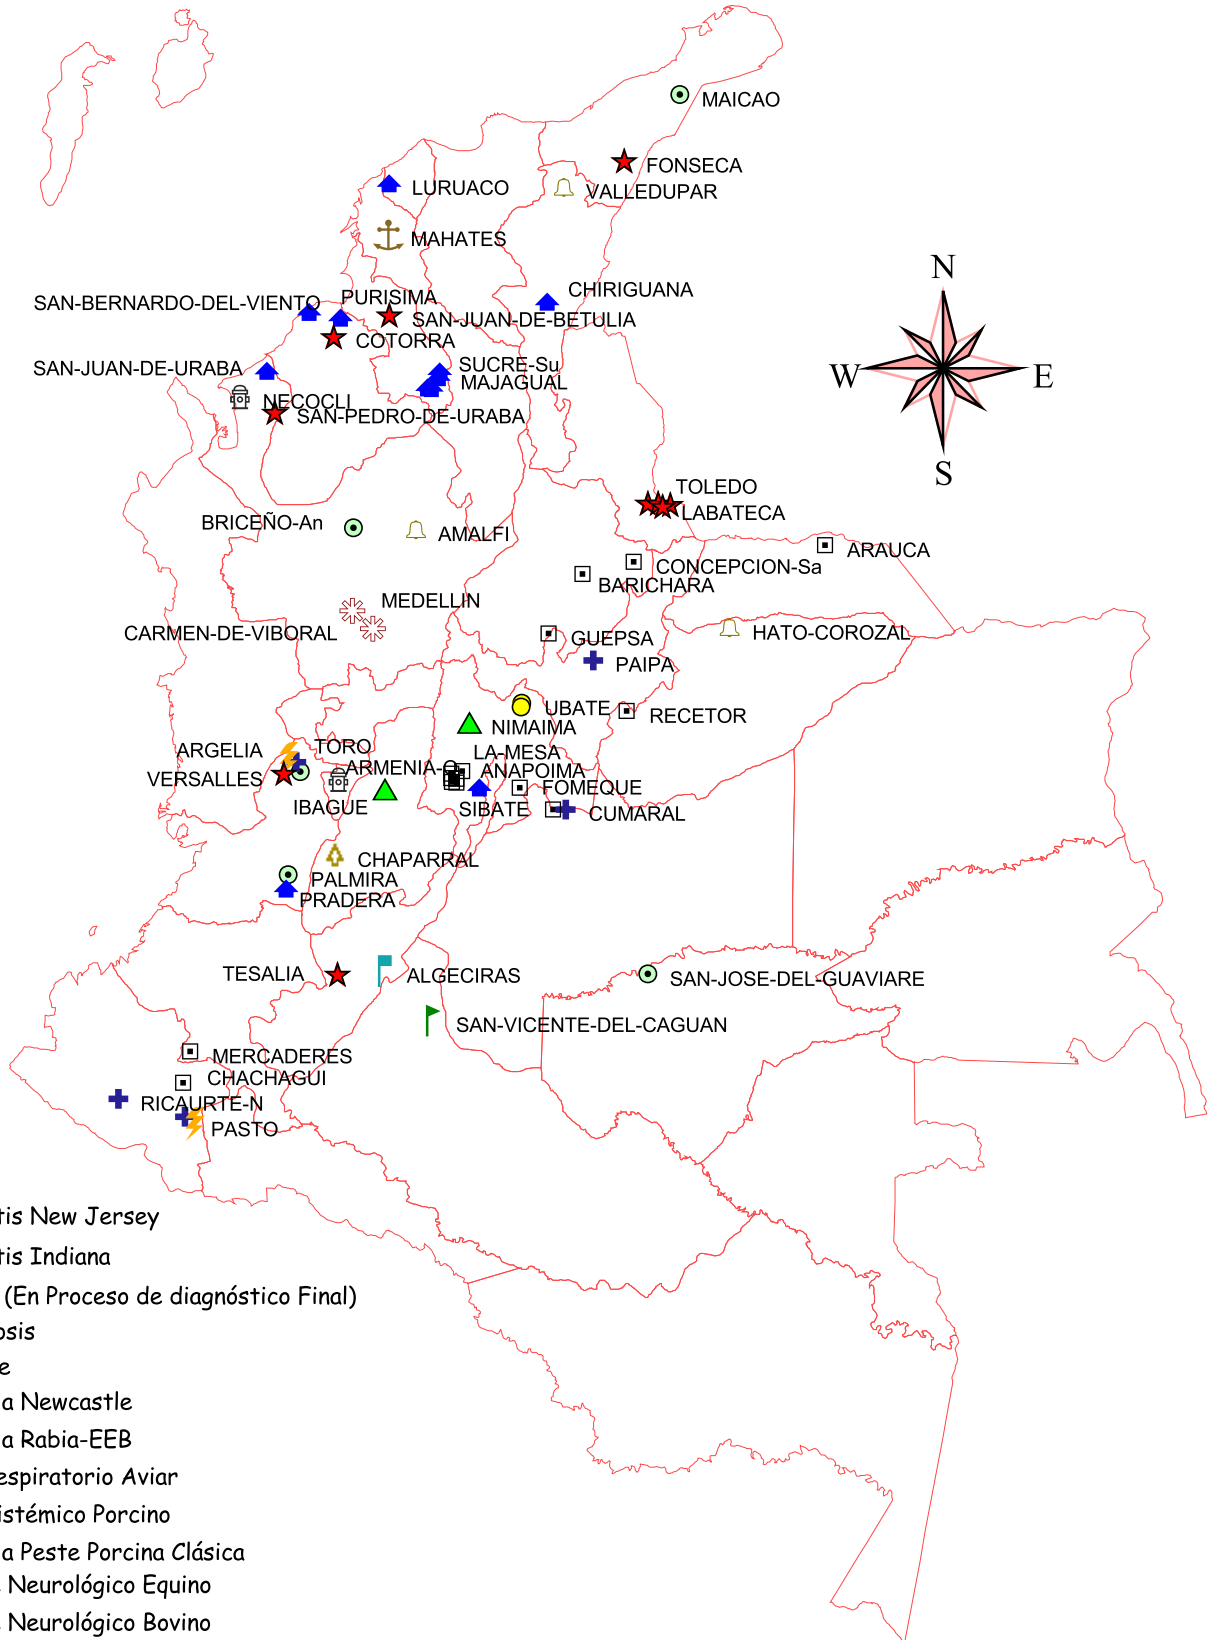 MAICAO
FONSECA
LURUACO
VALLEDUPAR
MAHATES
N
CHIRIGUANA
SAN-BERNARDO-DEL-VIENTO
PURISIMA
SAN-JUAN-DE-BETULIA
COTORRA
SAN-JUAN-DE-URABA
SUCRE-Su
W
E
MAJAGUAL
NECOCLI
SAN-PEDRO-DE-URABA
S
TOLEDO
LABATECA
BRICEÑO-An
AMALFI
ARAUCA
CONCEPCION-Sa
BARICHARA
MEDELLIN
CARMEN-DE-VIBORAL
HATO-COROZAL
GUEPSA
PAIPA
UBATE
RECETOR
NIMAIMA
ARGELIA
TORO
LA-MESA
VERSALLES
ARMENIA-Q
ANAPOIMA
FOMEQUE
IBAGUE
SIBATE
CUMARAL
CHAPARRAL
PALMIRA
PRADERA
TESALIA
ALGECIRAS
SAN-JOSE-DEL-GUAVIARE
SAN-VICENTE-DEL-CAGUAN
MERCADERES
CHACHAGUI
RICAURTE-N
PASTO
tis New Jersey
tis Indiana
(En Proceso de diagnóstico Final)
osis
e
a Newcastle
a Rabia-EEB
espiratorio Aviar
istémico Porcino
a Peste Porcina Clásica
Neurológico Equino
Neurológico Bovino